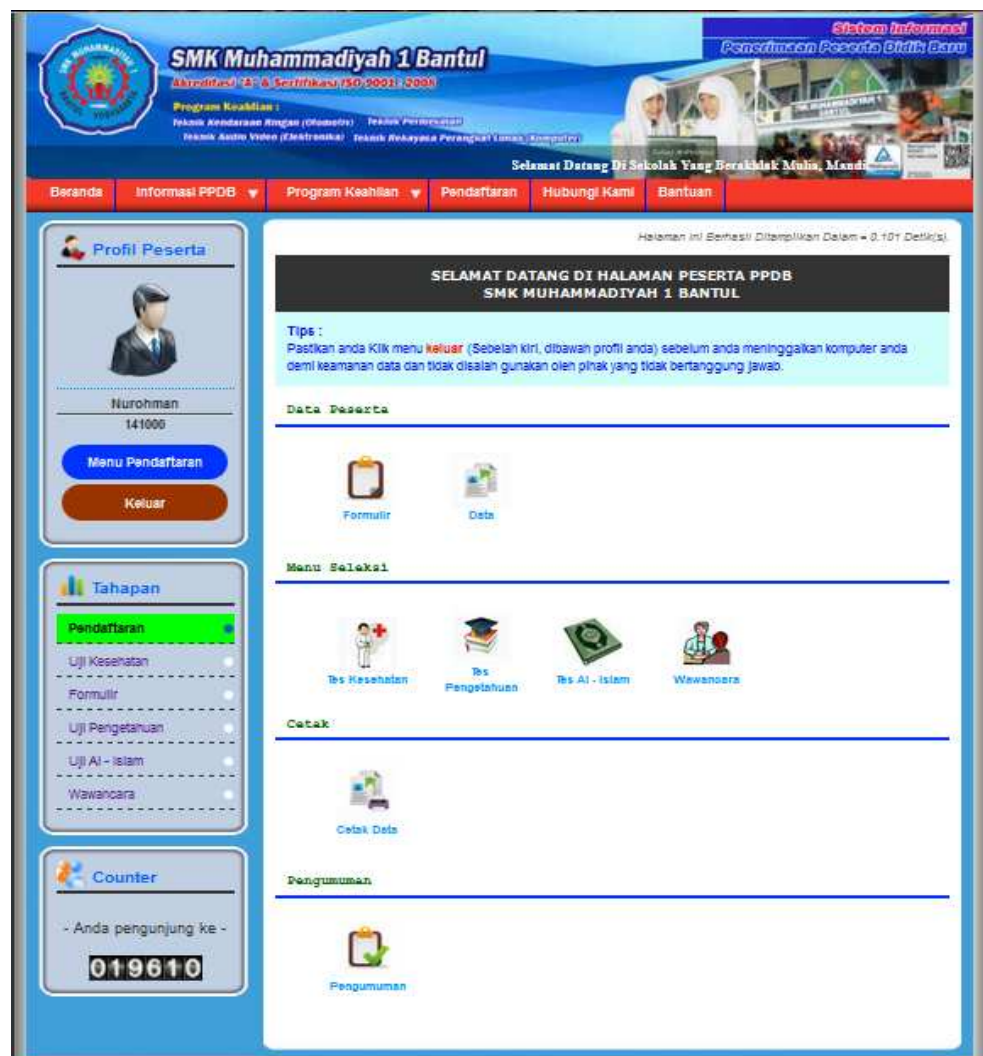 Sistem Informasi
Penerimaan Peserta Didik Baru
SMK Muhammadiyah 1 Bantul
Akreditasi "A" & Sertifikasi ISO 9001: 2008
Program Keahlian :
Teknik Kendaraan Ringan (Otomotif) Teknik Permesinan
Teknik Audio Video (Elektronika) Teknik Rekayasa Perangkat Lunak (Komputer)
Selamat Datang Di Sekolah Yang Berakhlak Mulia, Mandi
Beranda Informasi PPDB Program Keahlian Pendaftaran Hubungi Kami Bantuan
Profil Peserta
Nurohman
141000
Menu Pendaftaran
Keluar
Tahapan
Pendaftaran
Uji Kesehatan
Formulir
Uji Pengetahuan
Uji Al - Islam
Wawancara
Counter
- Anda pengunjung ke -
019610
Halaman Ini Berhasil Ditampilkan Dalam = 0.101 Detik(s).
SELAMAT DATANG DI HALAMAN PESERTA PPDB
SMK MUHAMMADIYAH 1 BANTUL
Tips :
Pastikan anda Klik menu keluar (Sebelah kiri, dibawah profil anda) sebelum anda meninggalkan komputer anda
demi keamanan data dan tidak disalah gunakan oleh pihak yang tidak bertanggung jawab.
Data Peserta
Formulir Data
Menu Seleksi
Tes Kesehatan Tes Pengetahuan Tes Al - Islam Wawancara
Cetak
Cetak Data
Pengumuman
Pengumuman